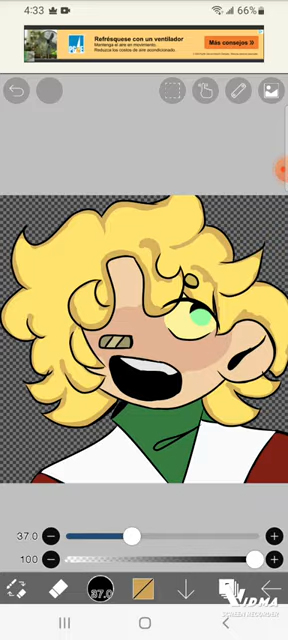 4:33
66%
Refrésquese con un ventilador
Mantenga el aire en movimiento.
Reduzca los costos de aire acondicionado.
Más consejos »
37.0
100
37.0
VIDMA
SCREEN RECORDER